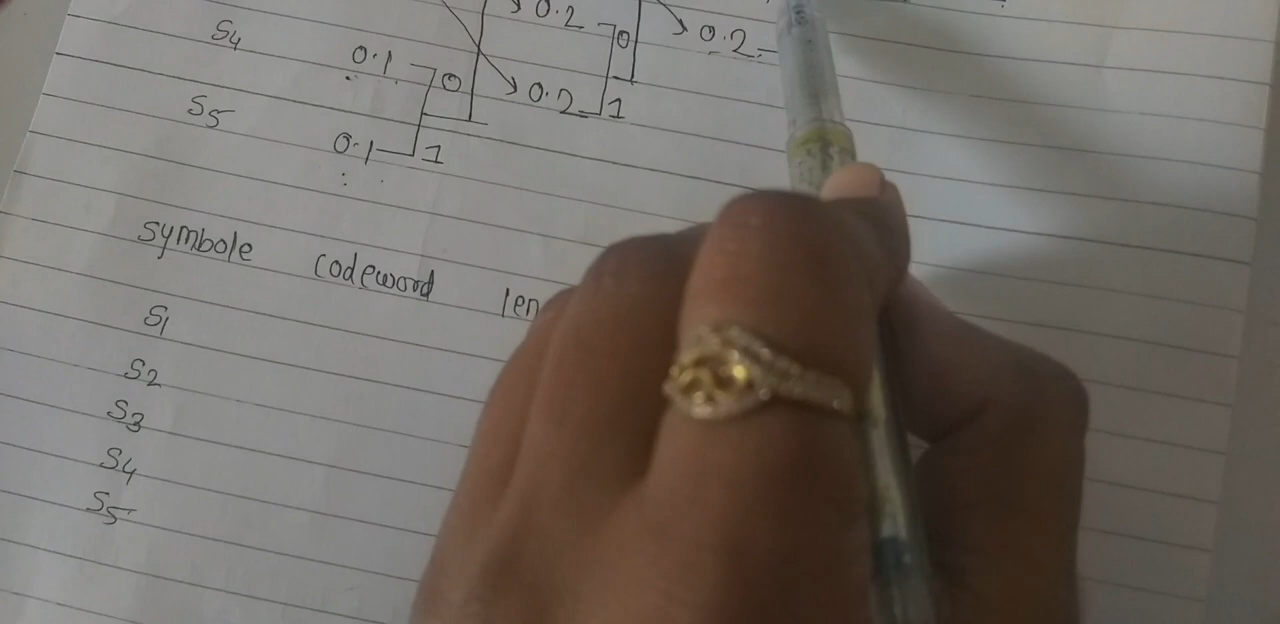 0.2 0
S4 0.1 0 0.2
0.2 1
S5 0.1 1
symbole codeword len
S1
S2
S3
S4
S5